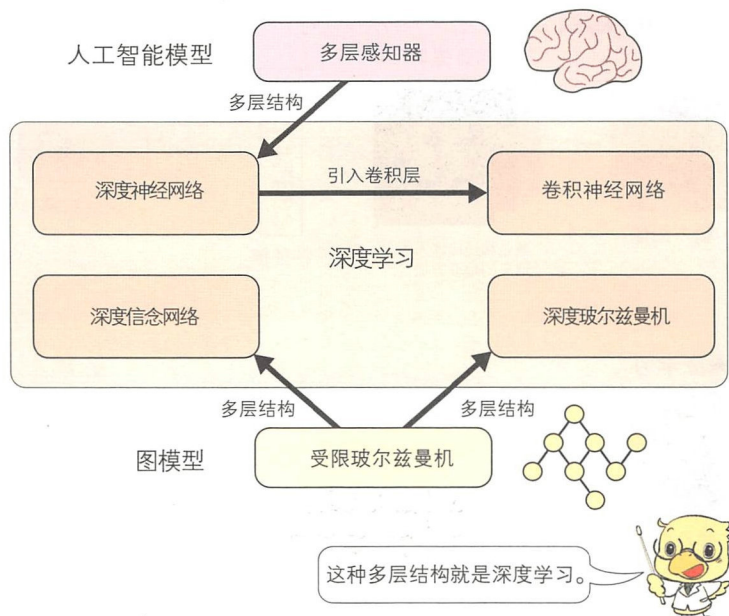 人工智能模型
多层感知器
多层结构
深度神经网络
引入卷积层
卷积神经网络
深度学习
深度信念网络
深度玻尔兹曼机
多层结构
多层结构
图模型
受限玻尔兹曼机
这种多层结构就是深度学习。